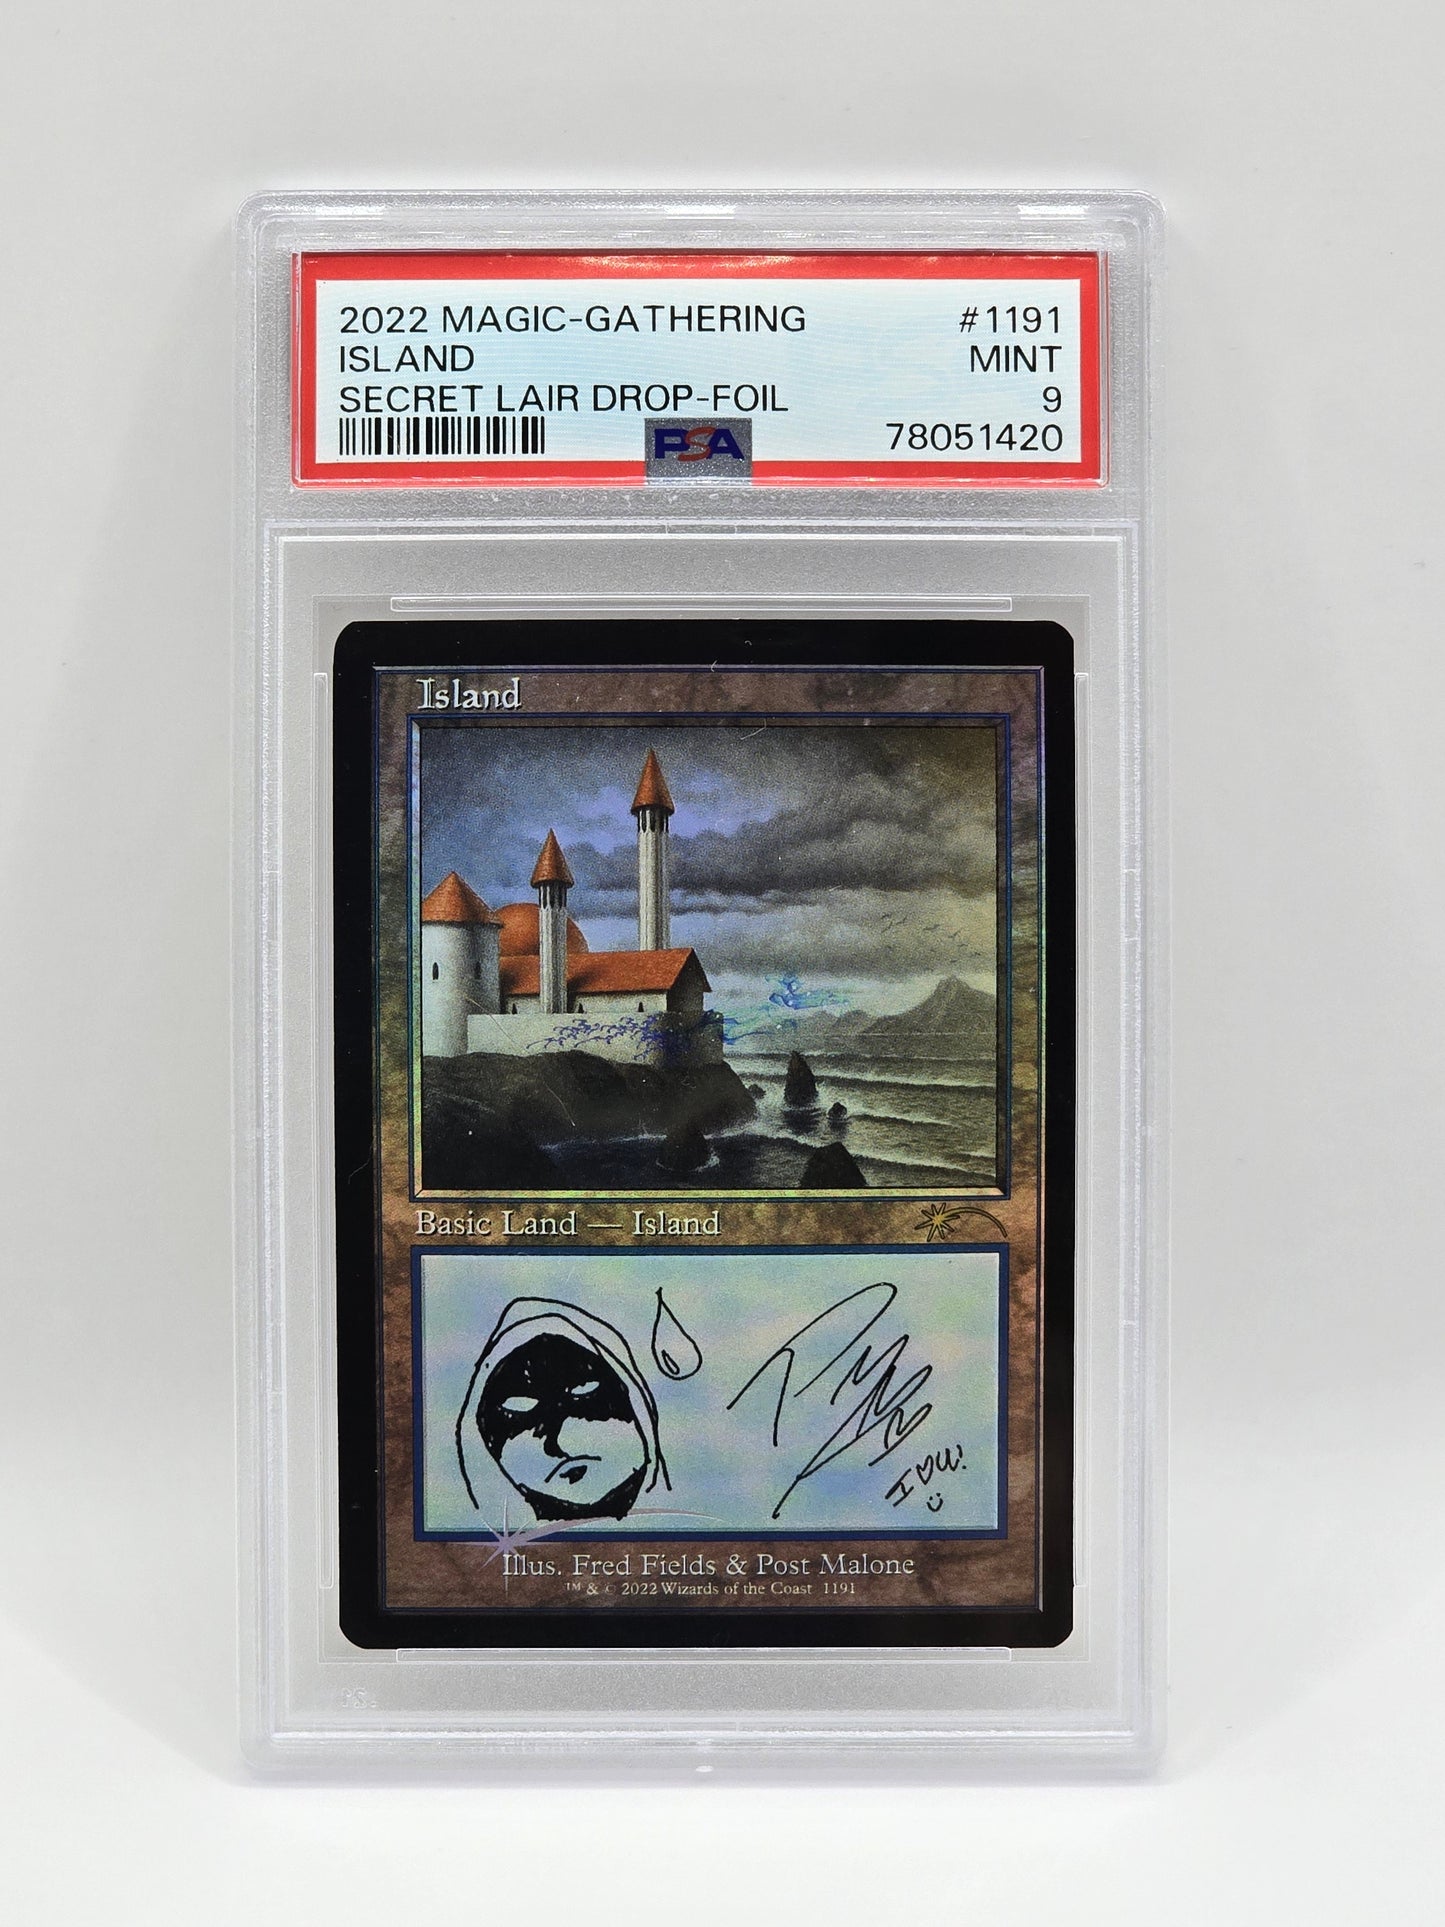 2022 MAGIC-GATHERING #1191
ISLAND MINT
SECRET LAIR DROP-FOIL 9
PSA 78051420
Island
Basic Land — Island
I ♥ U!
Illus. Fred Fields & Post Malone
™ & © 2022 Wizards of the Coast 1191